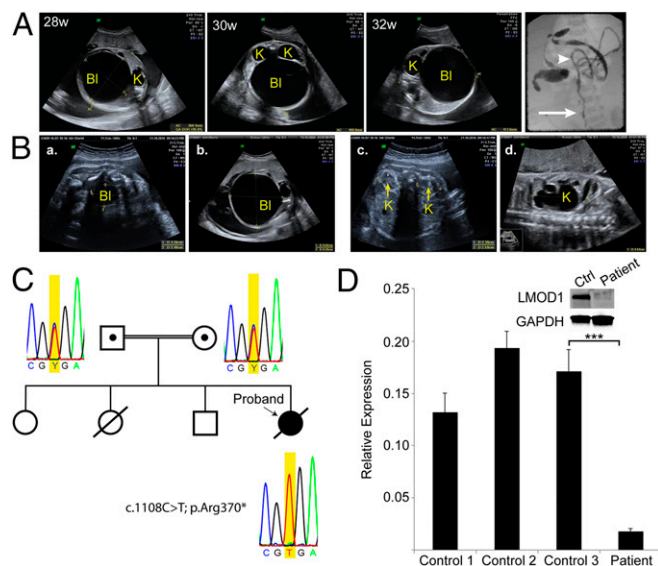 A
28w
Bl
K
30w
K
K
Bl
32w
K
Bl
B
a.
Bl
b.
Bl
c.
K
K
d.
K
C
C G Y G A
C G Y G A
Proband
c.1108C>T; p.Arg370*
C G T G A
D
Ctrl
Patient
LMOD1
GAPDH
***
Relative Expression
0.25
0.20
0.15
0.10
0.05
Control 1
Control 2
Control 3
Patient